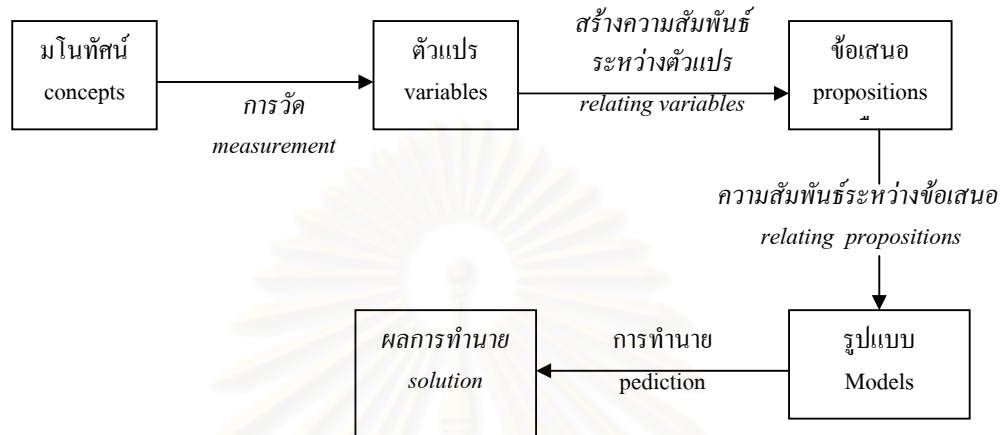 มโนทัศน์
concepts
การวัด
measurement
ตัวแปร
variables
สร้างความสัมพันธ์
ระหว่างตัวแปร
relating variables
ข้อเสนอ
propositions
ความสัมพันธ์ระหว่างข้อเสนอ
relating propositions
รูปแบบ
Models
การทำนาย
pediction
ผลการทำนาย
solution